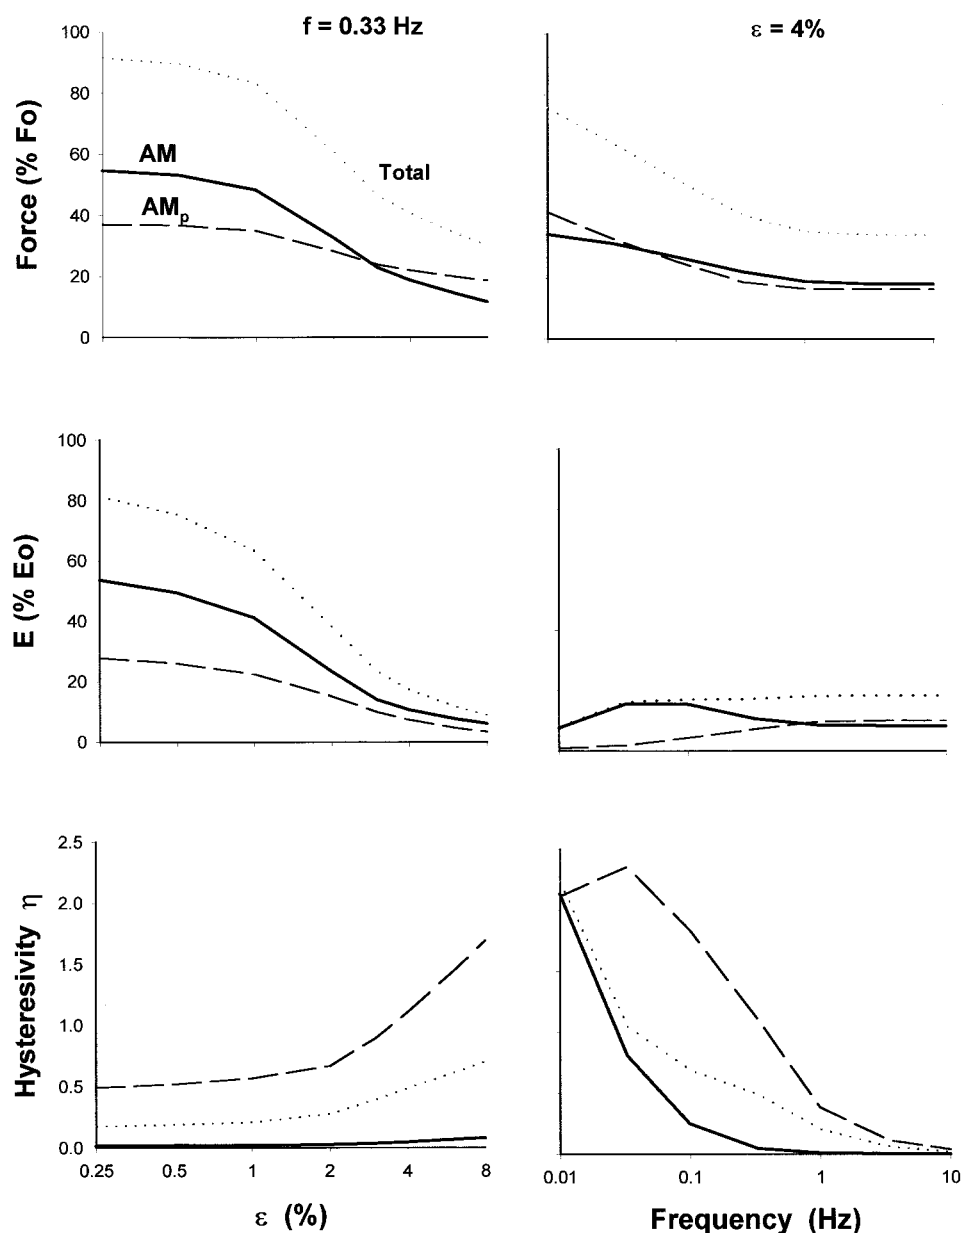 f = 0.33 Hz
ε = 4%
Force (% Fo)
100
80
60
40
20
0
AM
AMp
Total
E (% Eo)
100
80
60
40
20
0
Hysteresivity η
2.5
2.0
1.5
1.0
0.5
0.0
0.25 0.5 1 2 4 8
ε (%)
0.01 0.1 1 10
Frequency (Hz)